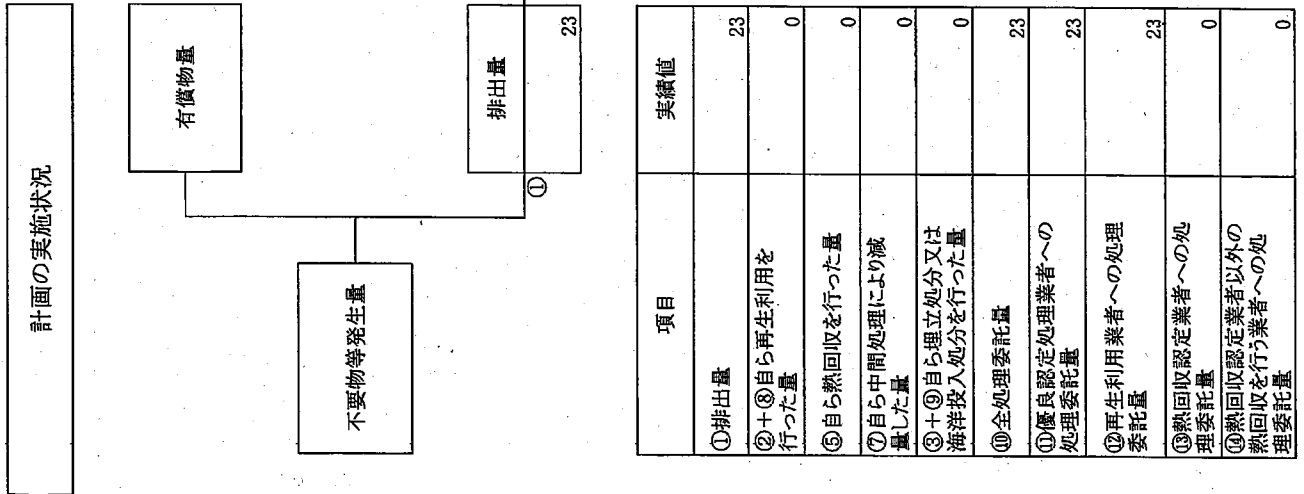 計画の実施状況
有償物量
不要物等発生量
①
排出量
23
項目 実績値
①排出量 23
②+⑧自ら再生利用を
行った量 0
⑤自ら熱回収を行った量 0
⑦自ら中間処理により減
量した量 0
③+⑨自ら埋立処分又は
海洋投入処分を行った量 0
⑩全処理委託量 23
⑪優良認定処理業者への
処理委託量 23
⑫再生利用業者への処理
委託量 23
⑬熱回収認定業者への処
理委託量 0
⑭熱回収認定業者以外の
熱回収を行う業者への処
理委託量 0